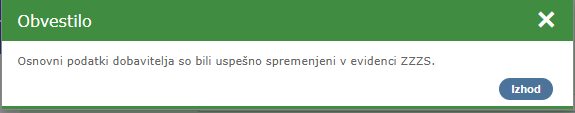 Obvestilo
Osnovni podatki dobavitelja so bili uspešno spremenjeni v evidenci ZZZS.
Izhod